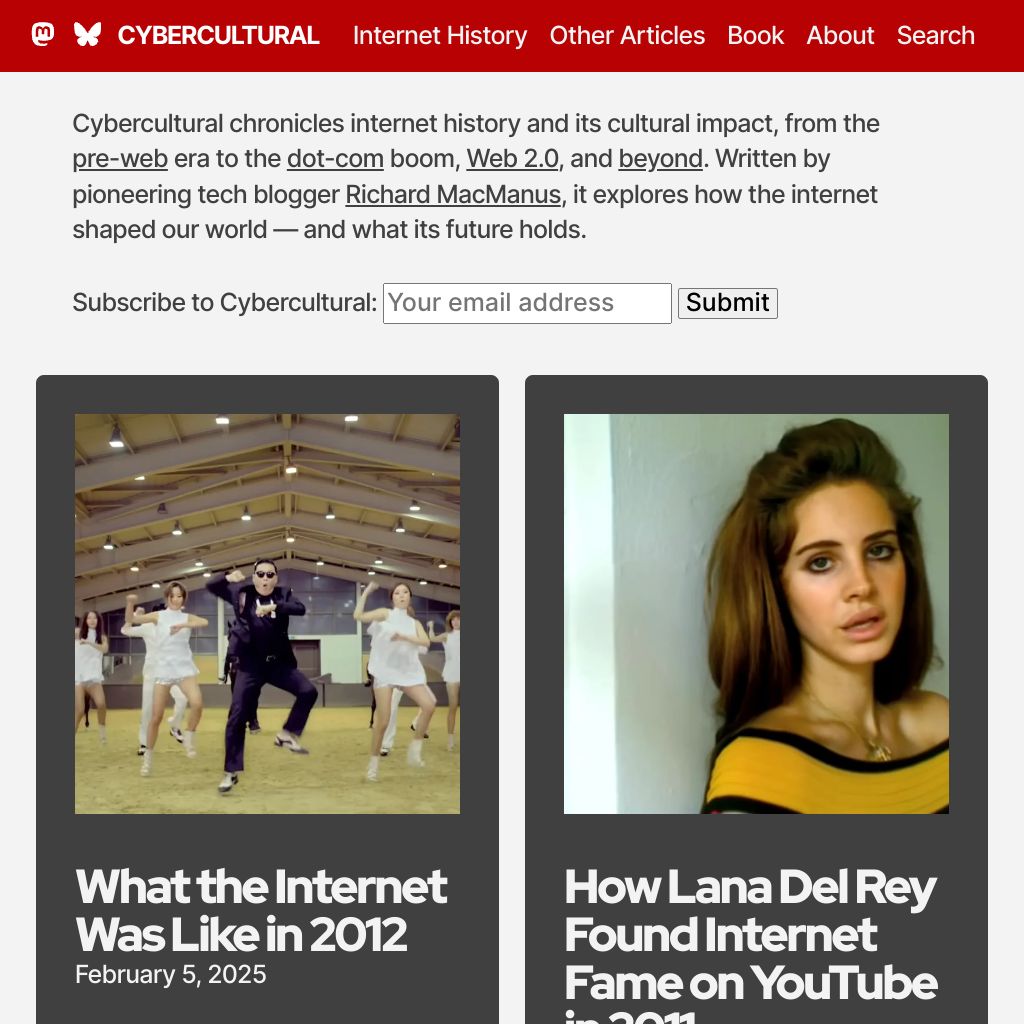 CYBERCULTURAL Internet History Other Articles Book About Search
Cybercultural chronicles internet history and its cultural impact, from the
pre-web era to the dot-com boom, Web 2.0, and beyond. Written by
pioneering tech blogger Richard MacManus, it explores how the internet
shaped our world — and what its future holds.
Subscribe to Cybercultural: Your email address Submit
What the Internet
Was Like in 2012
February 5, 2025
How Lana Del Rey
Found Internet
Fame on YouTube
in 2011